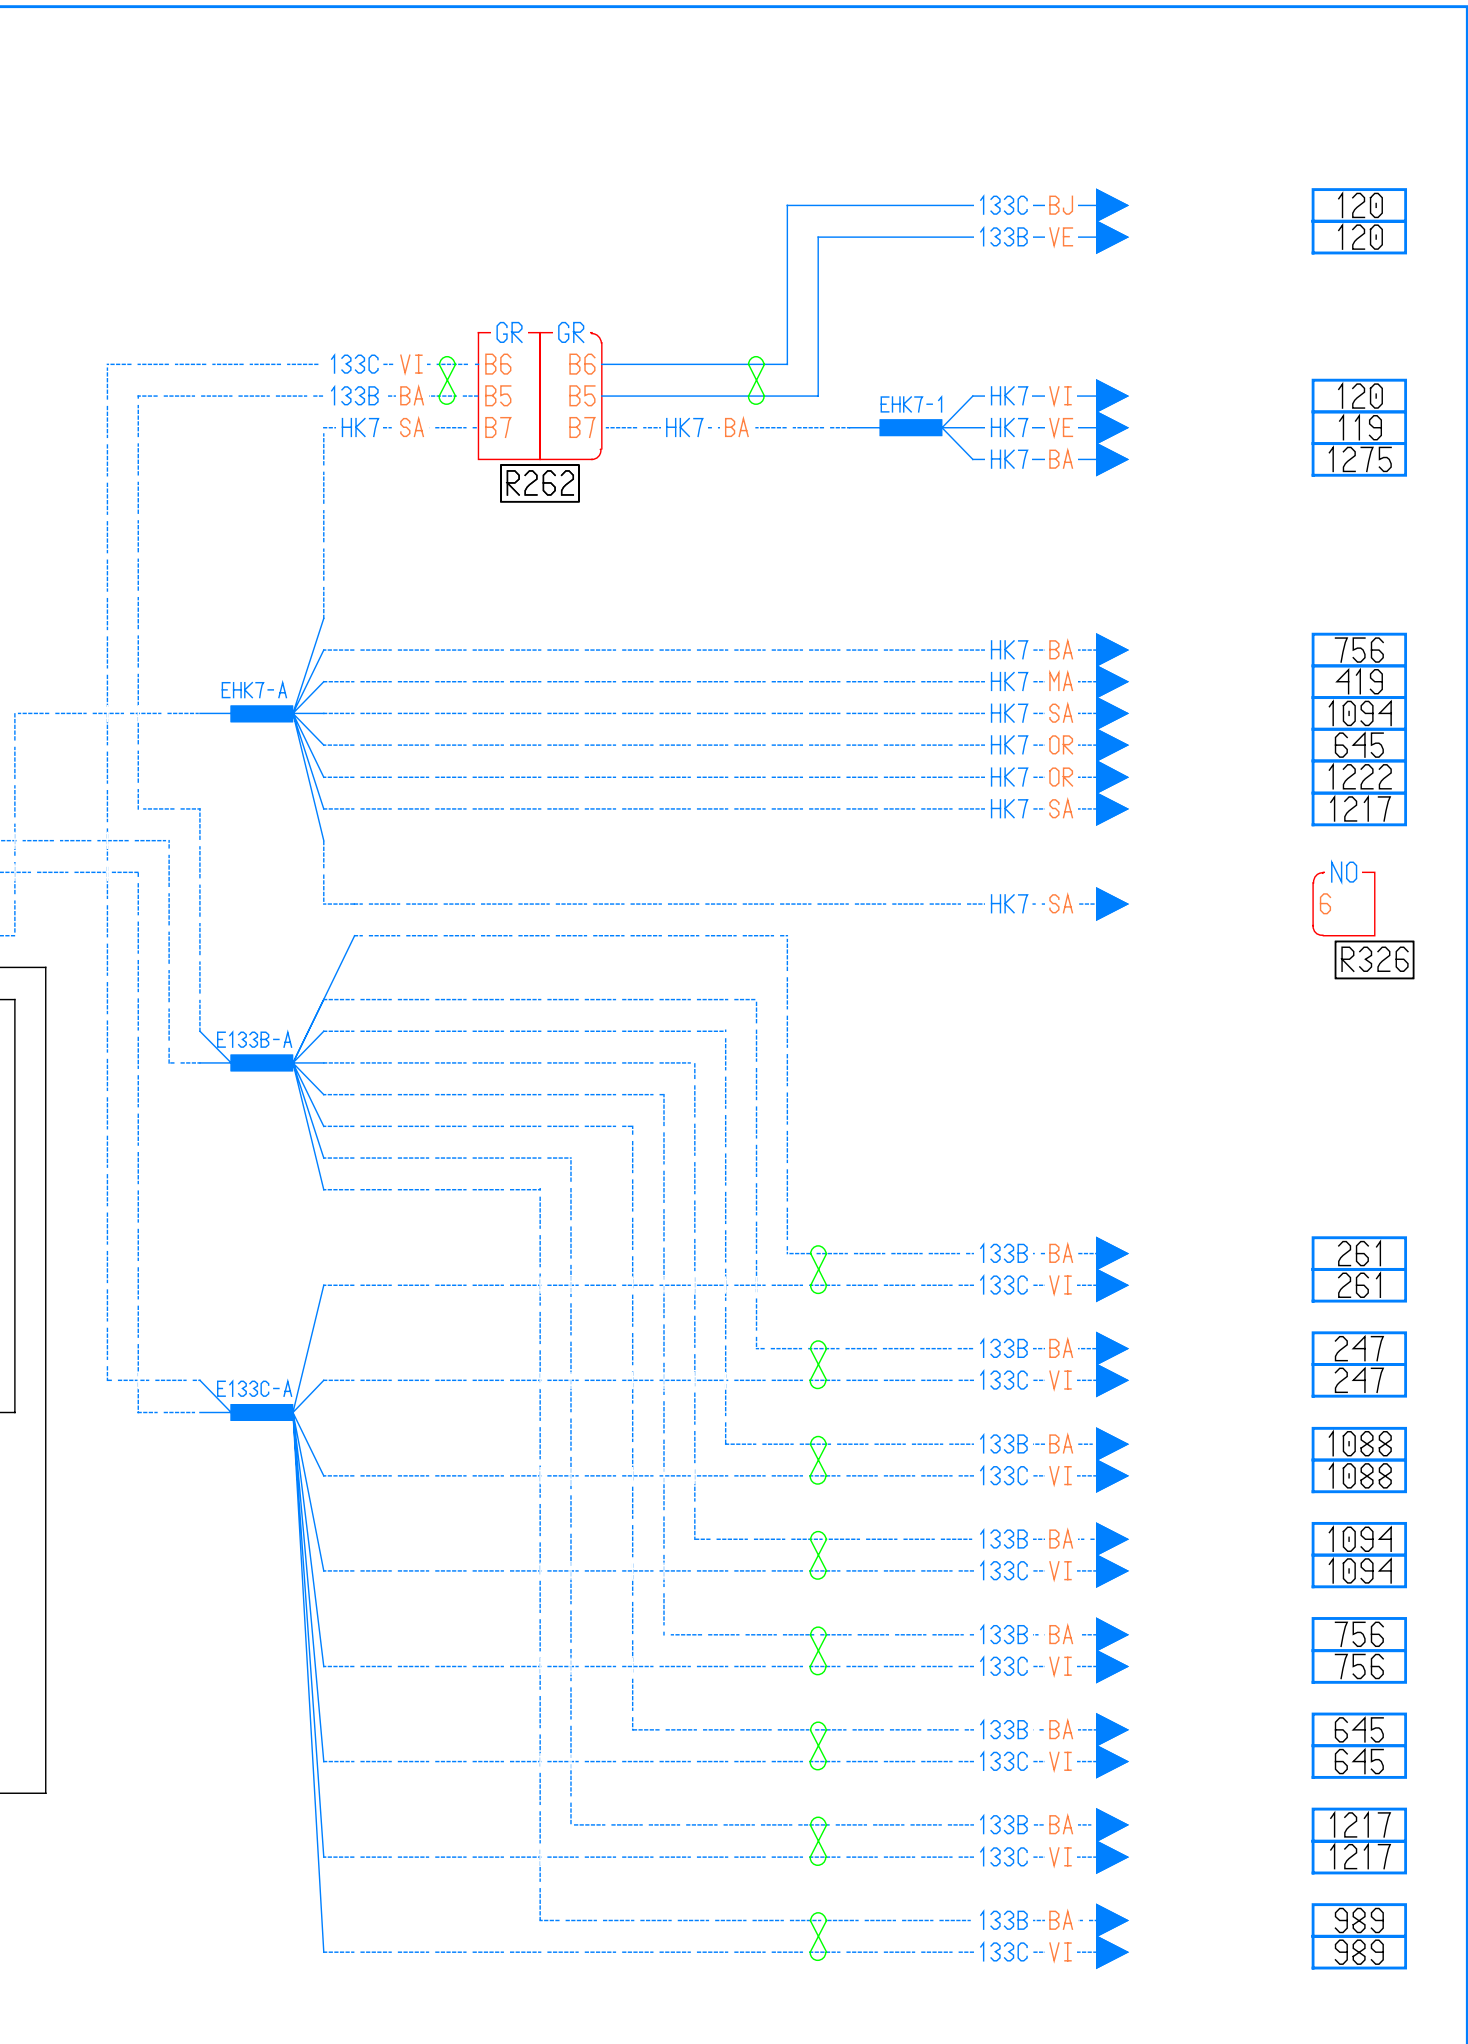 133C BJ 120
133B VE 120
GR GR
133C VI B6 B6
133B BA B5 B5 EHK7-1 HK7 VI 120
HK7 SA B7 B7 HK7 BA HK7 VE 119
HK7 BA 1275
R262
HK7 BA 756
EHK7-A HK7 MA 419
HK7 SA 1094
HK7 OR 645
HK7 OR 1222
HK7 SA 1217
NO
HK7 SA 6
R326
E133B-A
133B BA 261
133C VI 261
133B BA 247
E133C-A 133C VI 247
133B BA 1088
133C VI 1088
133B BA 1094
133C VI 1094
133B BA 756
133C VI 756
133B BA 645
133C VI 645
133B BA 1217
133C VI 1217
133B BA 989
133C VI 989